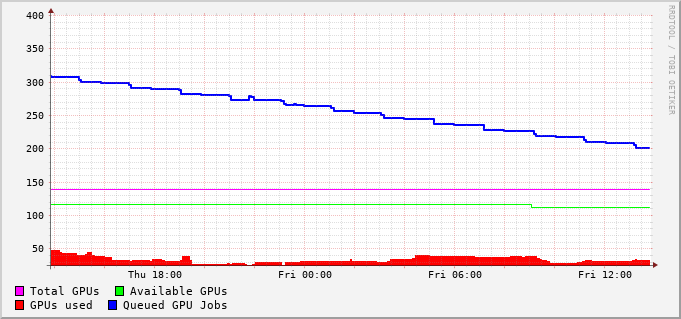 400
350
300
250
200
150
100
50
Thu 18:00 Fri 00:00 Fri 06:00 Fri 12:00
Total GPUs Available GPUs
GPUs used Queued GPU Jobs
RRDTOOL / TOBI OETIKER